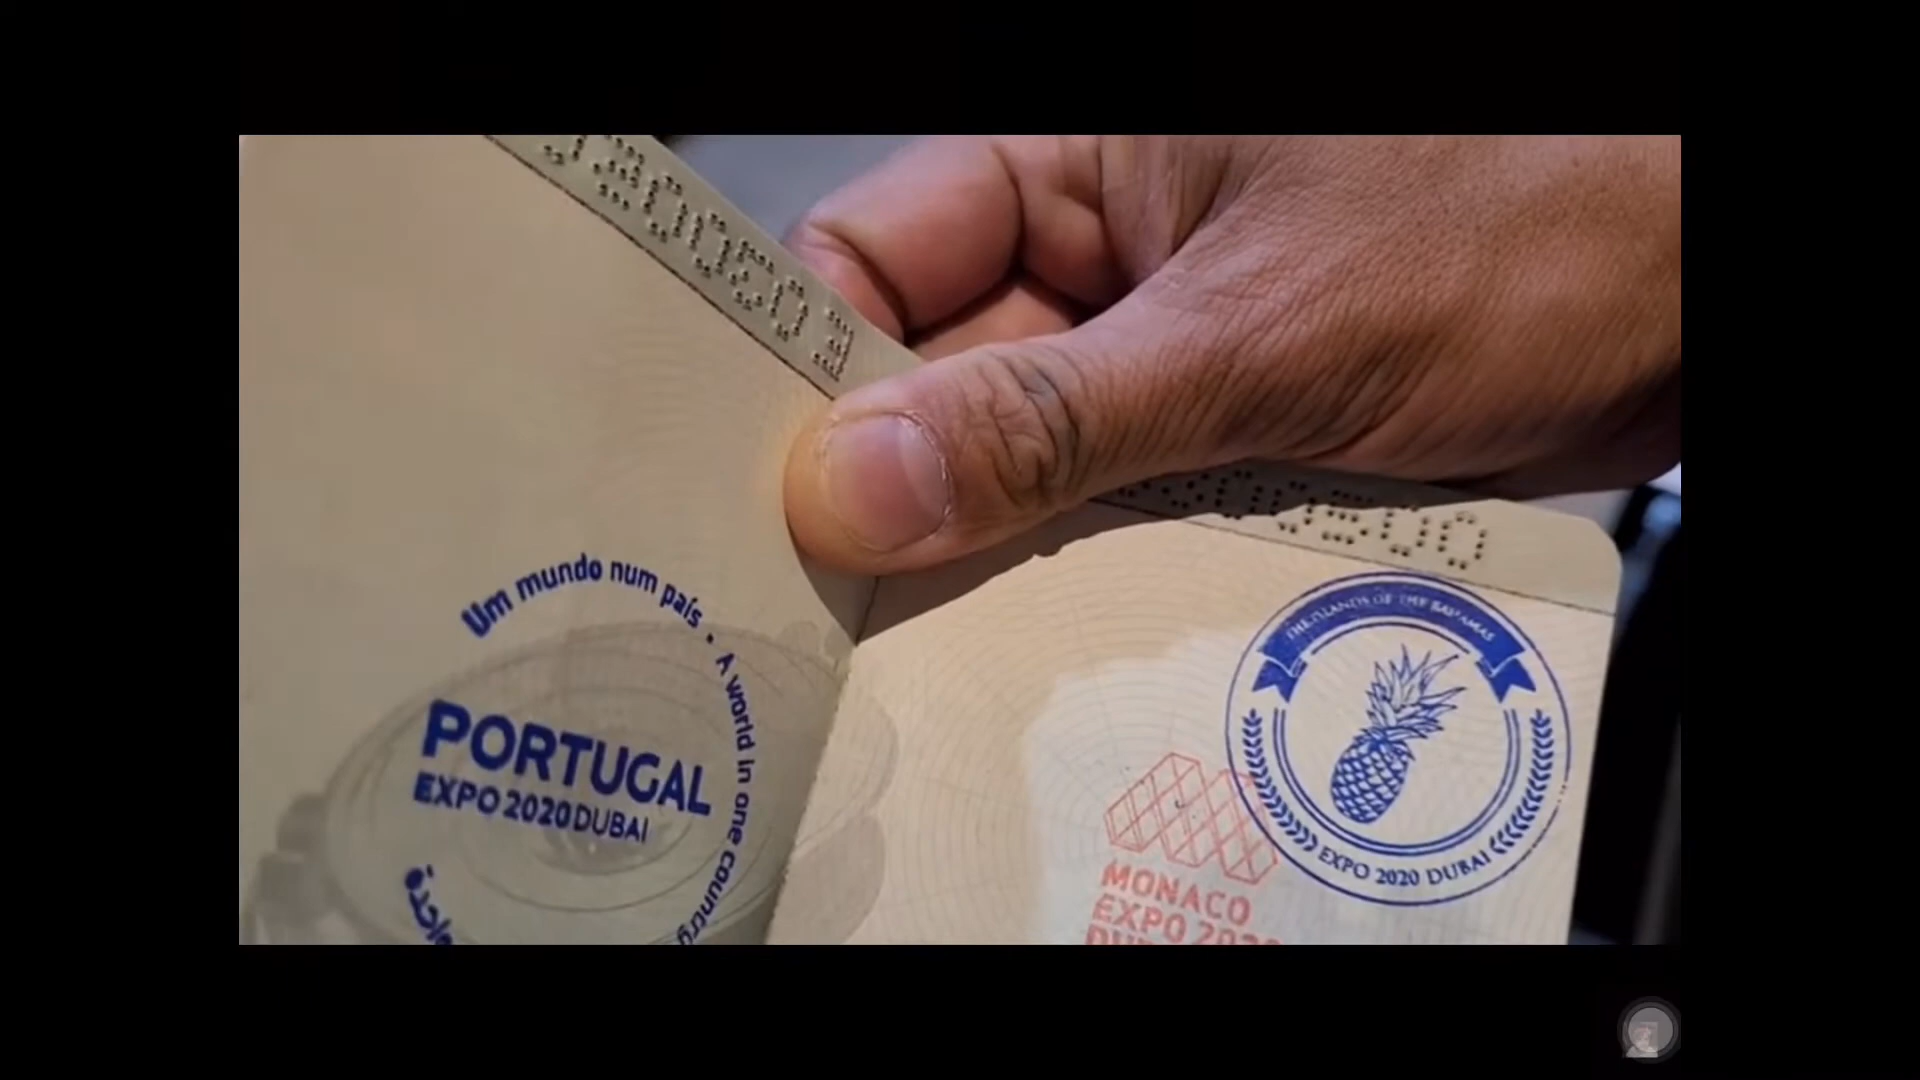 Um mundo num país • A world in one country
PORTUGAL
EXPO 2020 DUBAI
THE ISLANDS OF THE BAHAMAS
EXPO 2020 DUBAI
MONACO
EXPO 2020